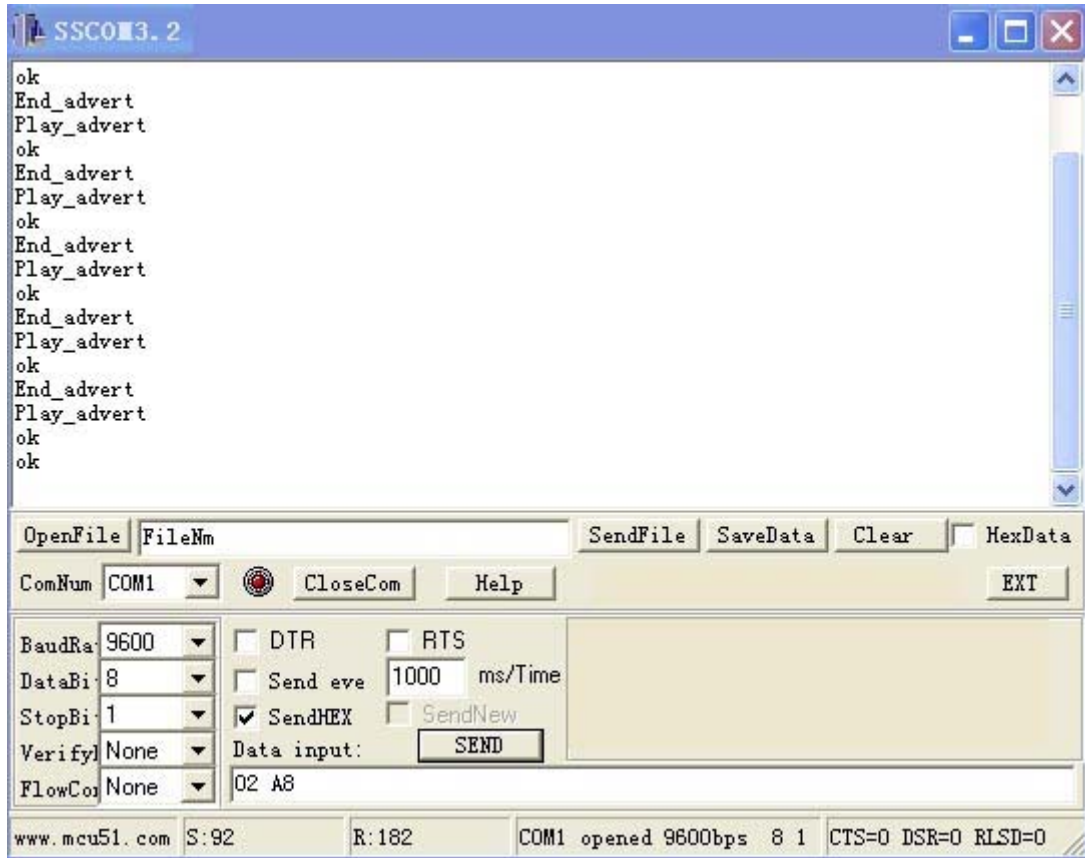 SSCOM3.2
ok
End_advert
Play_advert
ok
End_advert
Play_advert
ok
End_advert
Play_advert
ok
End_advert
Play_advert
ok
End_advert
Play_advert
ok
ok
OpenFile FileNm SendFile SaveData Clear HexData
ComNum COM1 CloseCom Help EXT
BaudRa 9600 DTR RTS
DataBi 8 Send eve 1000 ms/Time
StopBi 1 SendHEX SendNew
Verify None Data input: SEND
FlowCo None 02 A8
www.mcu51.com S:92 R:182 COM1 opened 9600bps 8 1 CTS=0 DSR=0 RLSD=0